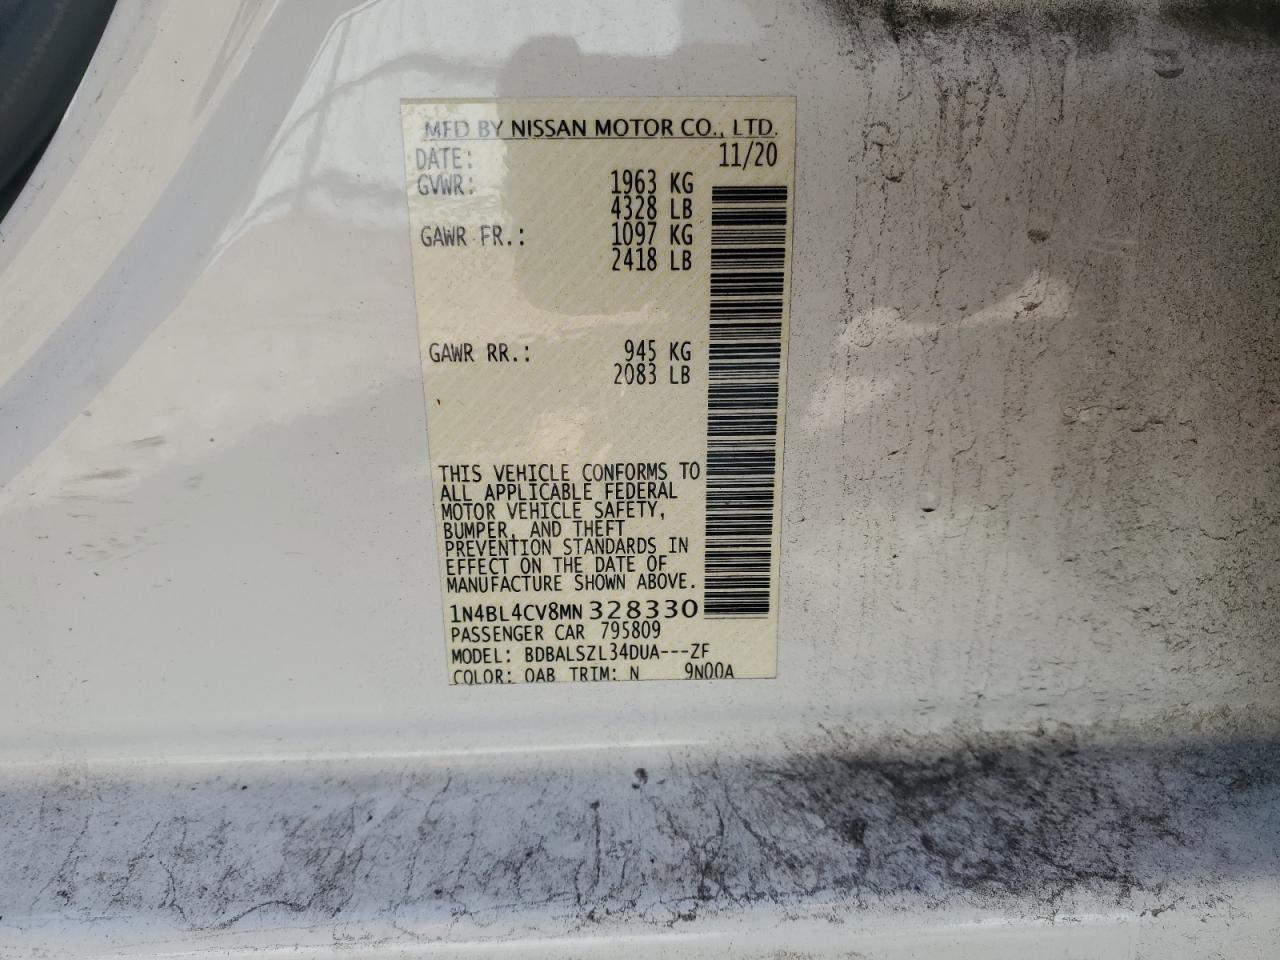 MFD BY NISSAN MOTOR CO., LTD.
DATE: 11/20
GVWR: 1963 KG
4328 LB
GAWR FR.: 1097 KG
2418 LB
GAWR RR.: 945 KG
2083 LB
THIS VEHICLE CONFORMS TO
ALL APPLICABLE FEDERAL
MOTOR VEHICLE SAFETY,
BUMPER, AND THEFT
PREVENTION STANDARDS IN
EFFECT ON THE DATE OF
MANUFACTURE SHOWN ABOVE.
1N4BL4CV8MN328330
PASSENGER CAR 795809
MODEL: BDBALSZL34DUA---ZF
COLOR: QAB TRIM: N 9N00A